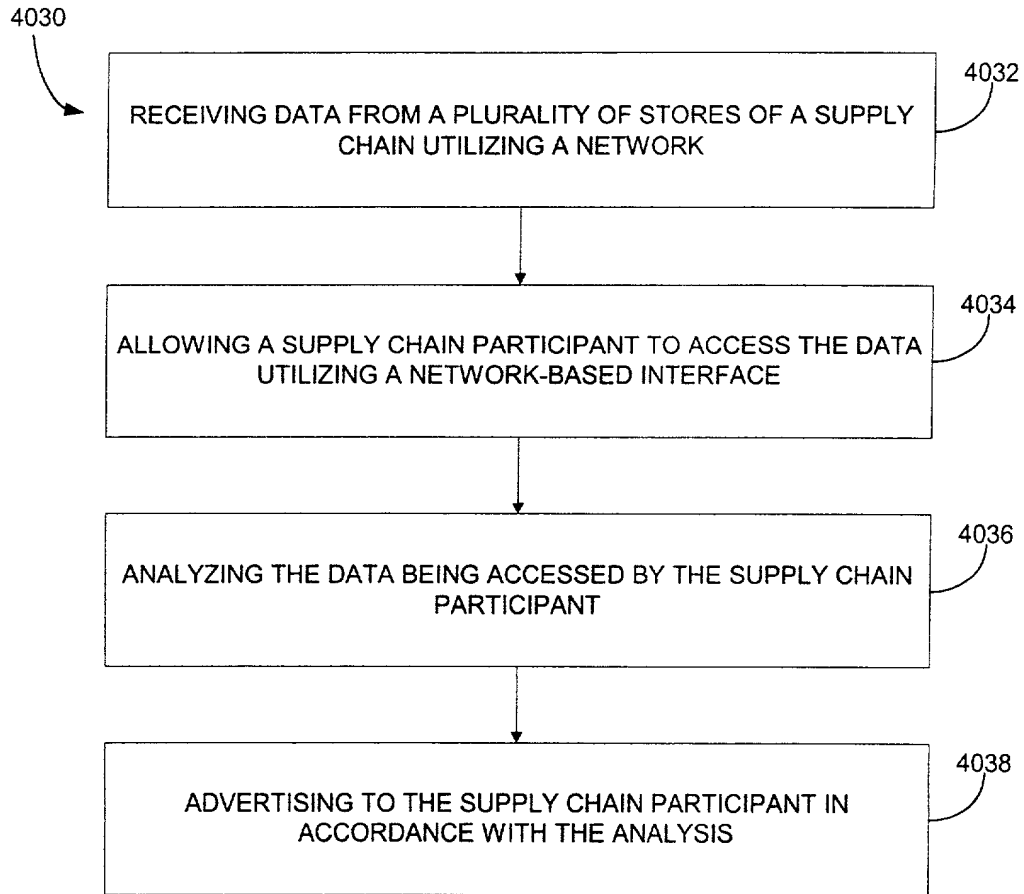 4030
4032
RECEIVING DATA FROM A PLURALITY OF STORES OF A SUPPLY
CHAIN UTILIZING A NETWORK
4034
ALLOWING A SUPPLY CHAIN PARTICIPANT TO ACCESS THE DATA
UTILIZING A NETWORK-BASED INTERFACE
4036
ANALYZING THE DATA BEING ACCESSED BY THE SUPPLY CHAIN
PARTICIPANT
4038
ADVERTISING TO THE SUPPLY CHAIN PARTICIPANT IN
ACCORDANCE WITH THE ANALYSIS